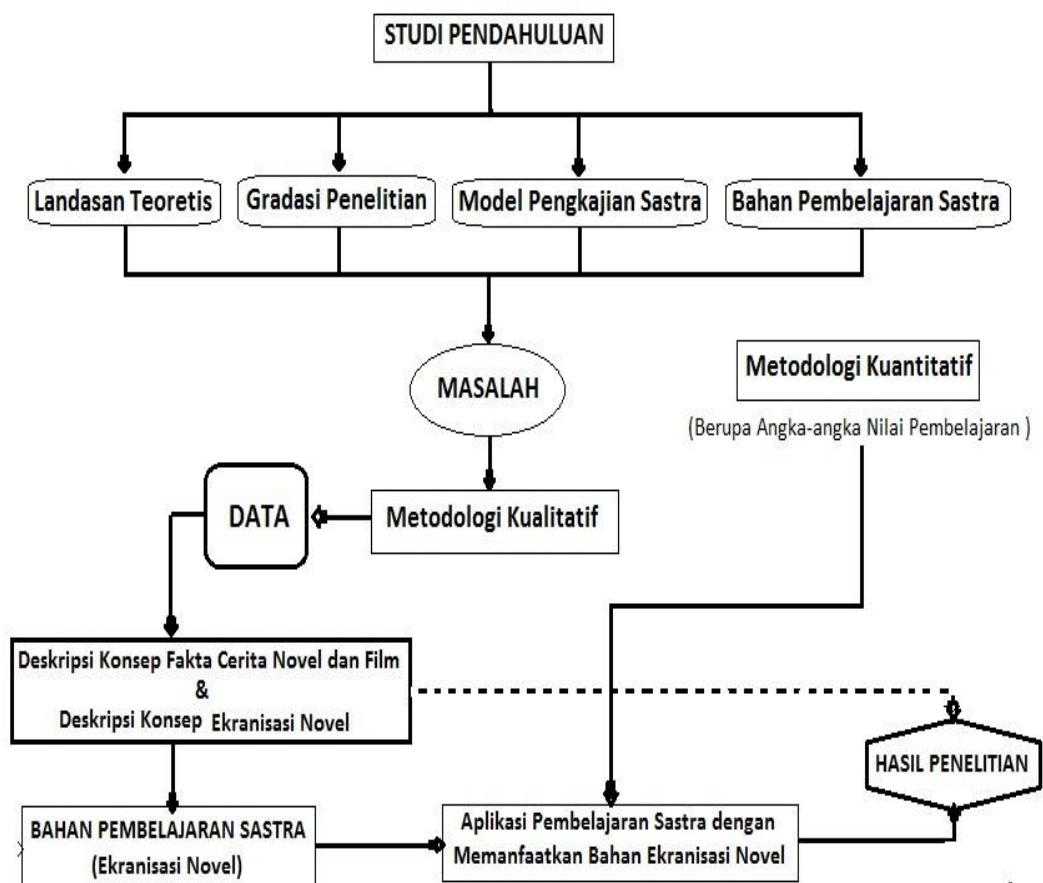 STUDI PENDAHULUAN
Landasan Teoretis
Gradasi Penelitian
Model Pengkajian Sastra
Bahan Pembelajaran Sastra
MASALAH
Metodologi Kuantitatif
(Berupa Angka-angka Nilai Pembelajaran )
DATA
Metodologi Kualitatif
Deskripsi Konsep Fakta Cerita Novel dan Film
&
Deskripsi Konsep Ekranisasi Novel
HASIL PENELITIAN
BAHAN PEMBELAJARAN SASTRA
(Ekranisasi Novel)
Aplikasi Pembelajaran Sastra dengan
Memanfaatkan Bahan Ekranisasi Novel